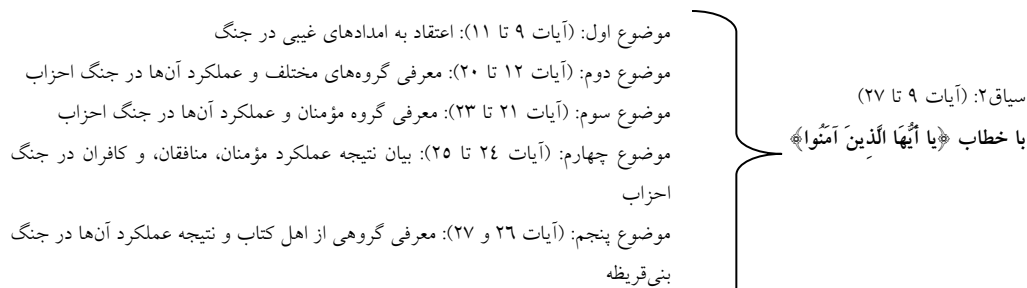 سیاق۲: (آیات ۹ تا ۲۷)
با خطاب ﴿یا أَیُّهَا الَّذِینَ آمَنُوا﴾
موضوع اول: (آیات ۹ تا ۱۱): اعتقاد به امدادهای غیبی در جنگ
موضوع دوم: (آیات ۱۲ تا ۲۰): معرفی گروه‌های مختلف و عملکرد آن‌ها در جنگ احزاب
موضوع سوم: (آیات ۲۱ تا ۲۳): معرفی گروه مؤمنان و عملکرد آن‌ها در جنگ احزاب
موضوع چهارم: (آیات ۲٤ تا ۲٥): بیان نتیجه عملکرد مؤمنان، منافقان، و کافران در جنگ
احزاب
موضوع پنجم: (آیات ۲٦ و ۲۷): معرفی گروهی از اهل کتاب و نتیجه عملکرد آن‌ها در جنگ
بنی‌قریظه